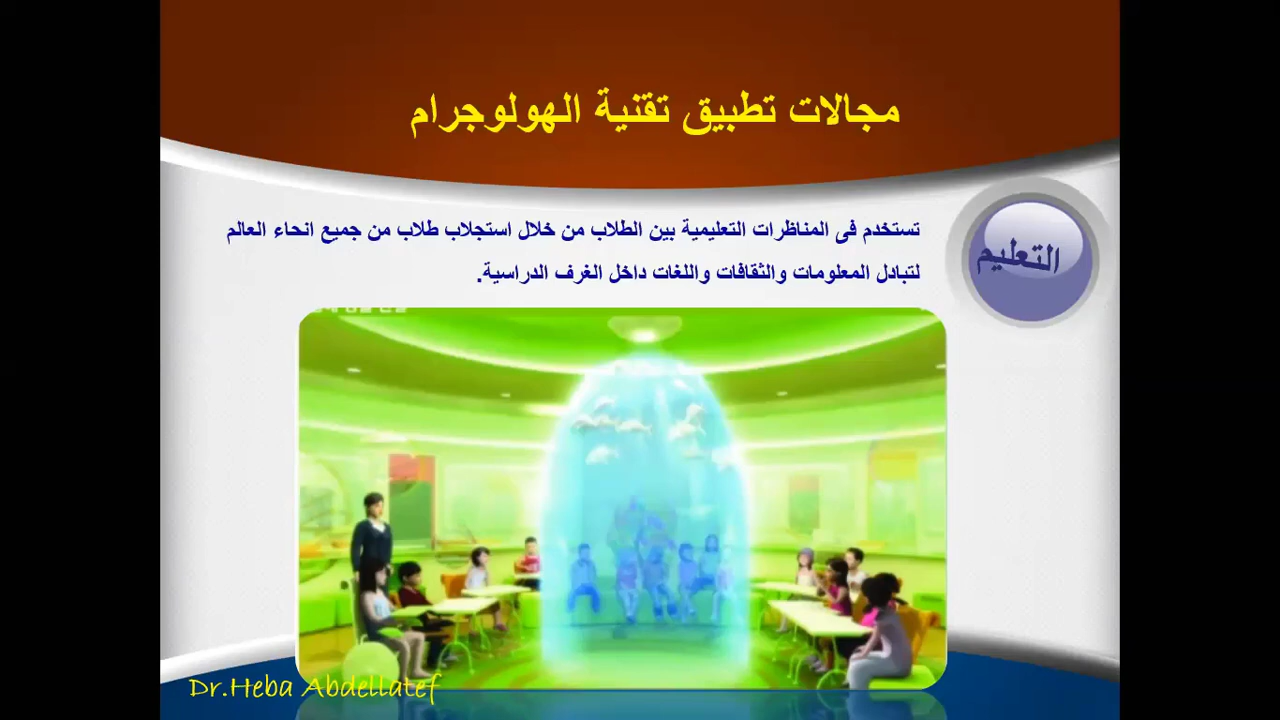 مجالات تطبيق تقنية الهولوجرام
التعليم
تستخدم فى المناظرات التعليمية بين الطلاب من خلال استجلاب طلاب من جميع انحاء العالم
لتبادل المعلومات والثقافات واللغات داخل الغرف الدراسية.
Dr.Heba Abdellatef